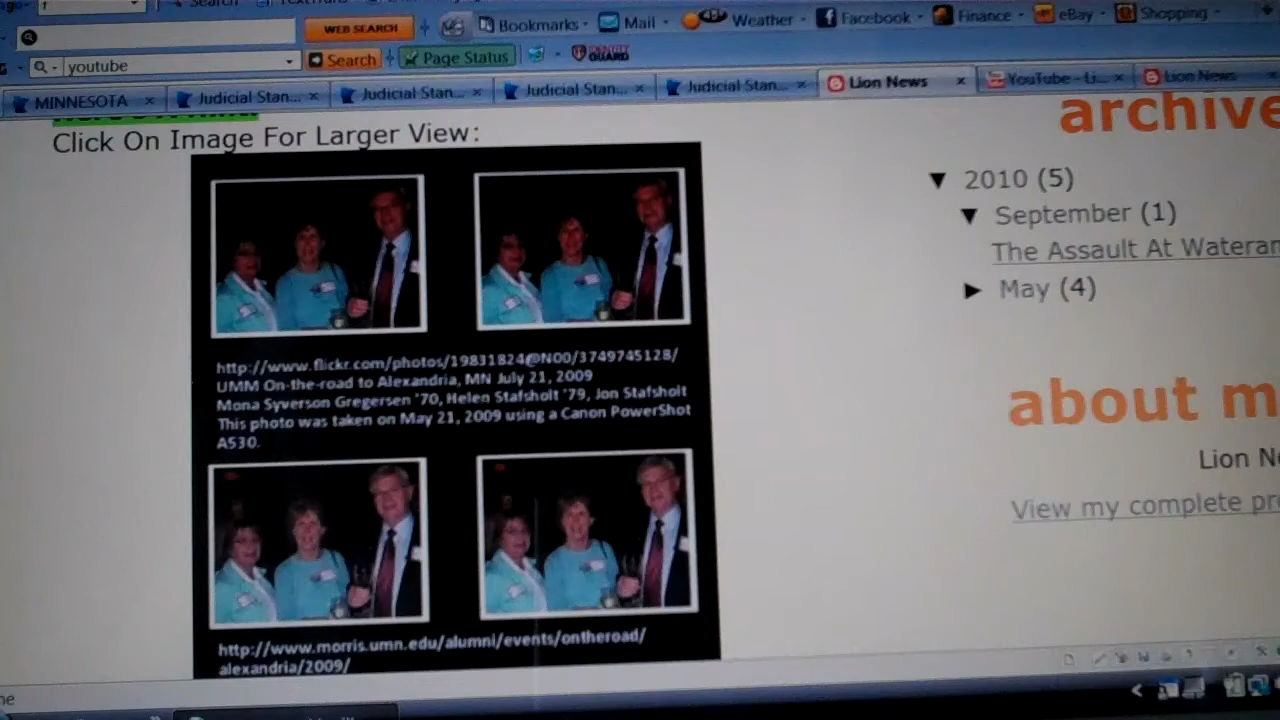 Search
WEB SEARCH
Bookmarks
Mail
Weather
Facebook
Finance
eBay
Shopping
youtube
Search
Page Status
IDENTITY GUARD
MINNESOTA
Judicial Stan...
Judicial Stan...
Judicial Stan...
Judicial Stan...
Lion News
YouTube - Li...
Lion News
archive
Click On Image For Larger View:
2010 (5)
September (1)
The Assault At Wateran
May (4)
http://www.flickr.com/photos/19831824@N00/3749745128/
UMM On-the-road to Alexandria, MN July 21, 2009
Mona Syverson Gregersen '70, Helen Stafsholt '79, Jon Stafsholt
This photo was taken on May 21, 2009 using a Canon PowerShot
A530.
about m
Lion Ne
View my complete pro
http://www.morris.umn.edu/alumni/events/ontheroad/
alexandria/2009/